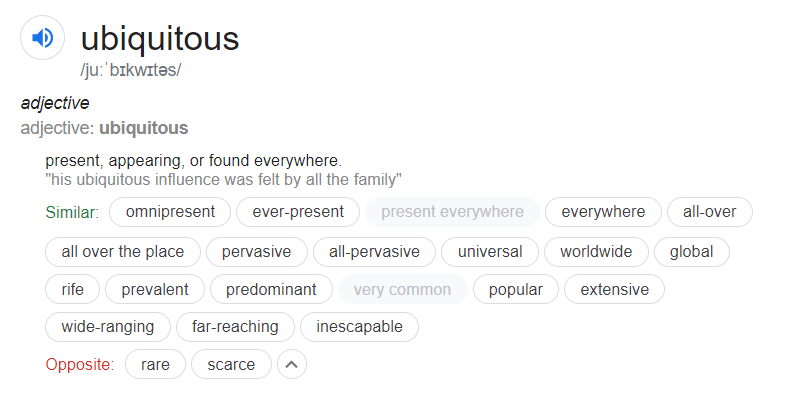 ubiquitous
/juːˈbɪkwɪtəs/
adjective
adjective: ubiquitous
present, appearing, or found everywhere.
"his ubiquitous influence was felt by all the family"
Similar: omnipresent ever-present present everywhere everywhere all-over
all over the place pervasive all-pervasive universal worldwide global
rife prevalent predominant very common popular extensive
wide-ranging far-reaching inescapable
Opposite: rare scarce